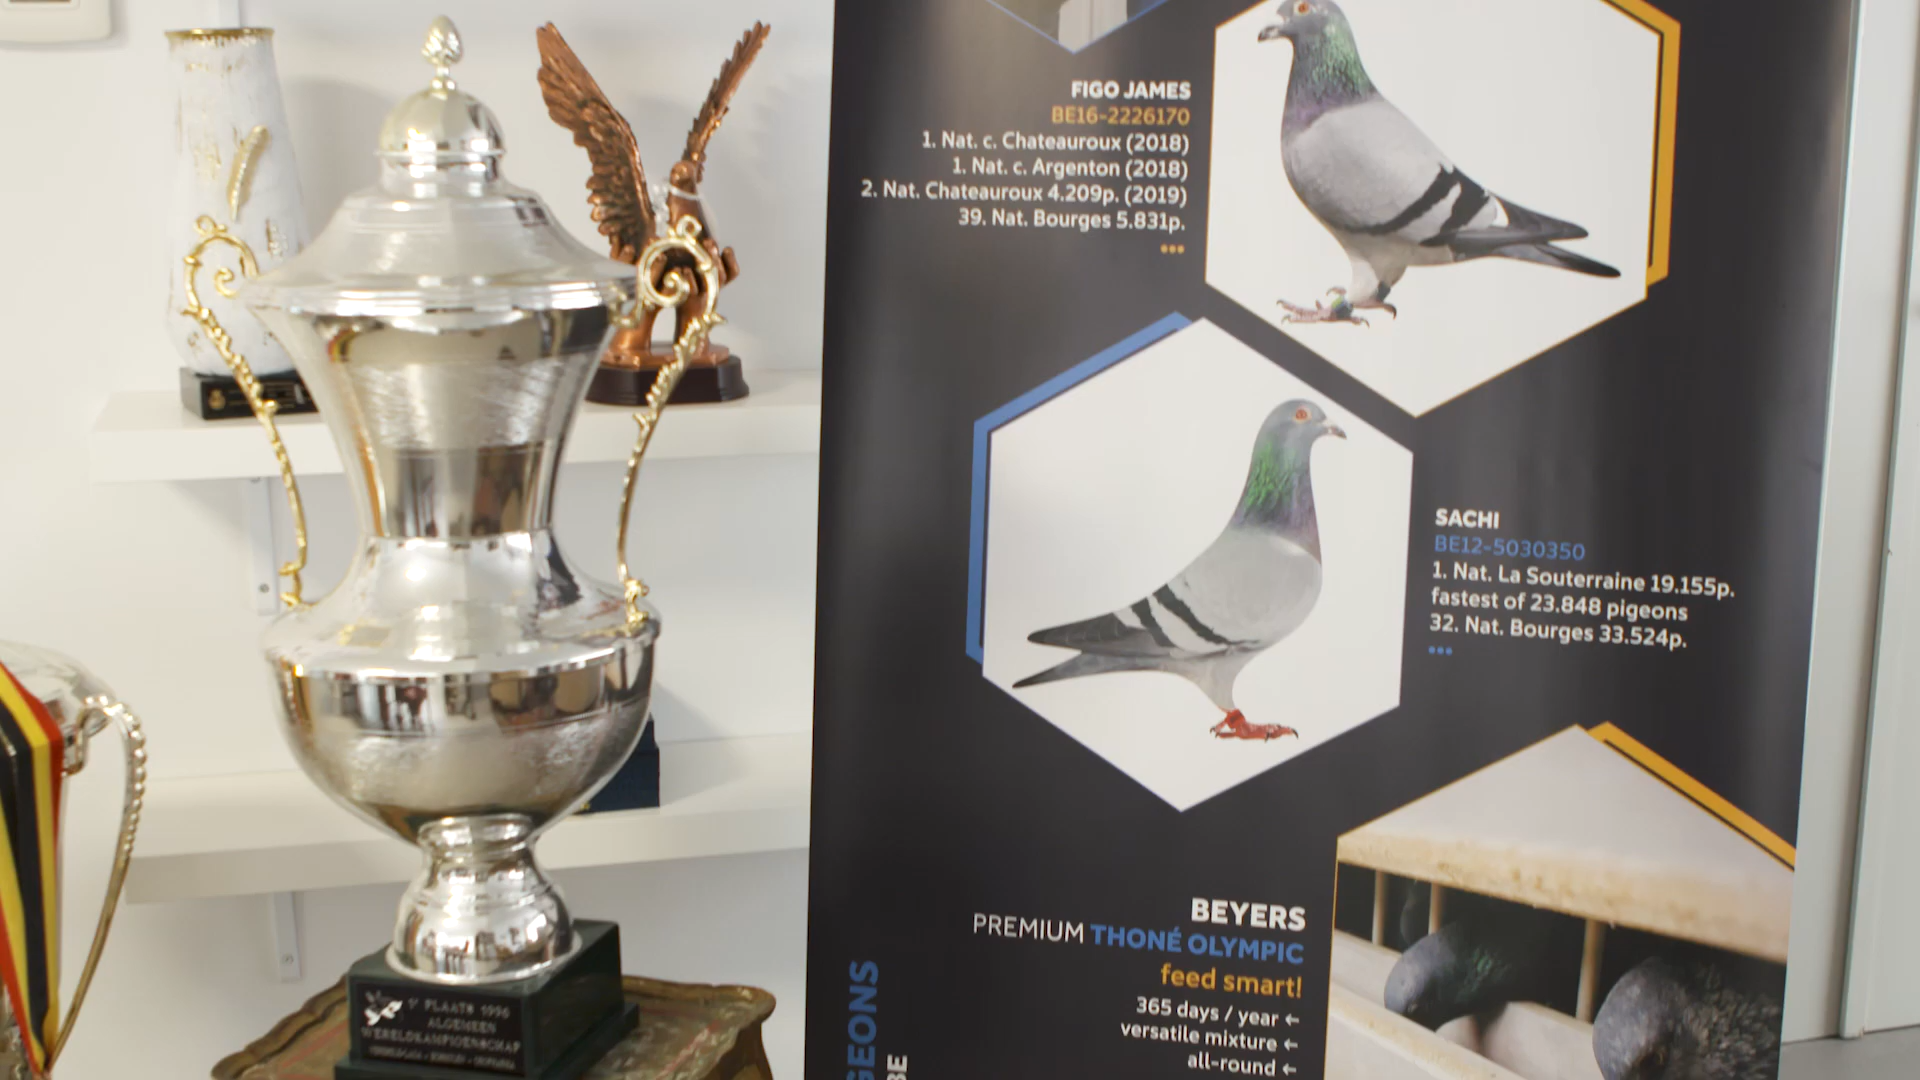 FIGO JAMES
BE16-2226170
1. Nat. c. Chateauroux (2018)
1. Nat. c. Argenton (2018)
2. Nat. Chateauroux 4.209p. (2019)
39. Nat. Bourges 5.831p.
...
SACHI
BE12-5030350
1. Nat. La Souterraine 19.155p.
fastest of 23.848 pigeons
32. Nat. Bourges 33.524p.
...
BEYERS
PREMIUM THONÉ OLYMPIC
feed smart!
365 days / year ←
versatile mixture ←
all-round ←
GEONS
BE
1e PLAATS 1996
ALGEMEEN
WERELDKAMPIOENSCHAP